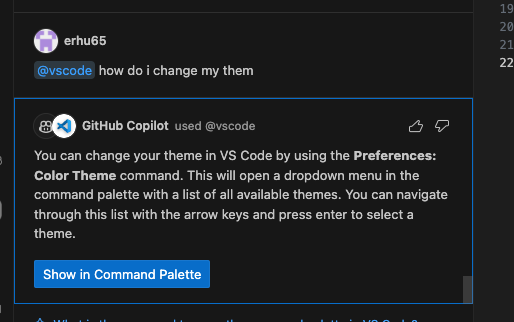 19
20
21
22
erhu65
@vscode how do i change my them
GitHub Copilot used @vscode
You can change your theme in VS Code by using the Preferences:
Color Theme command. This will open a dropdown menu in the
command palette with a list of all available themes. You can navigate
through this list with the arrow keys and press enter to select a
theme.
Show in Command Palette